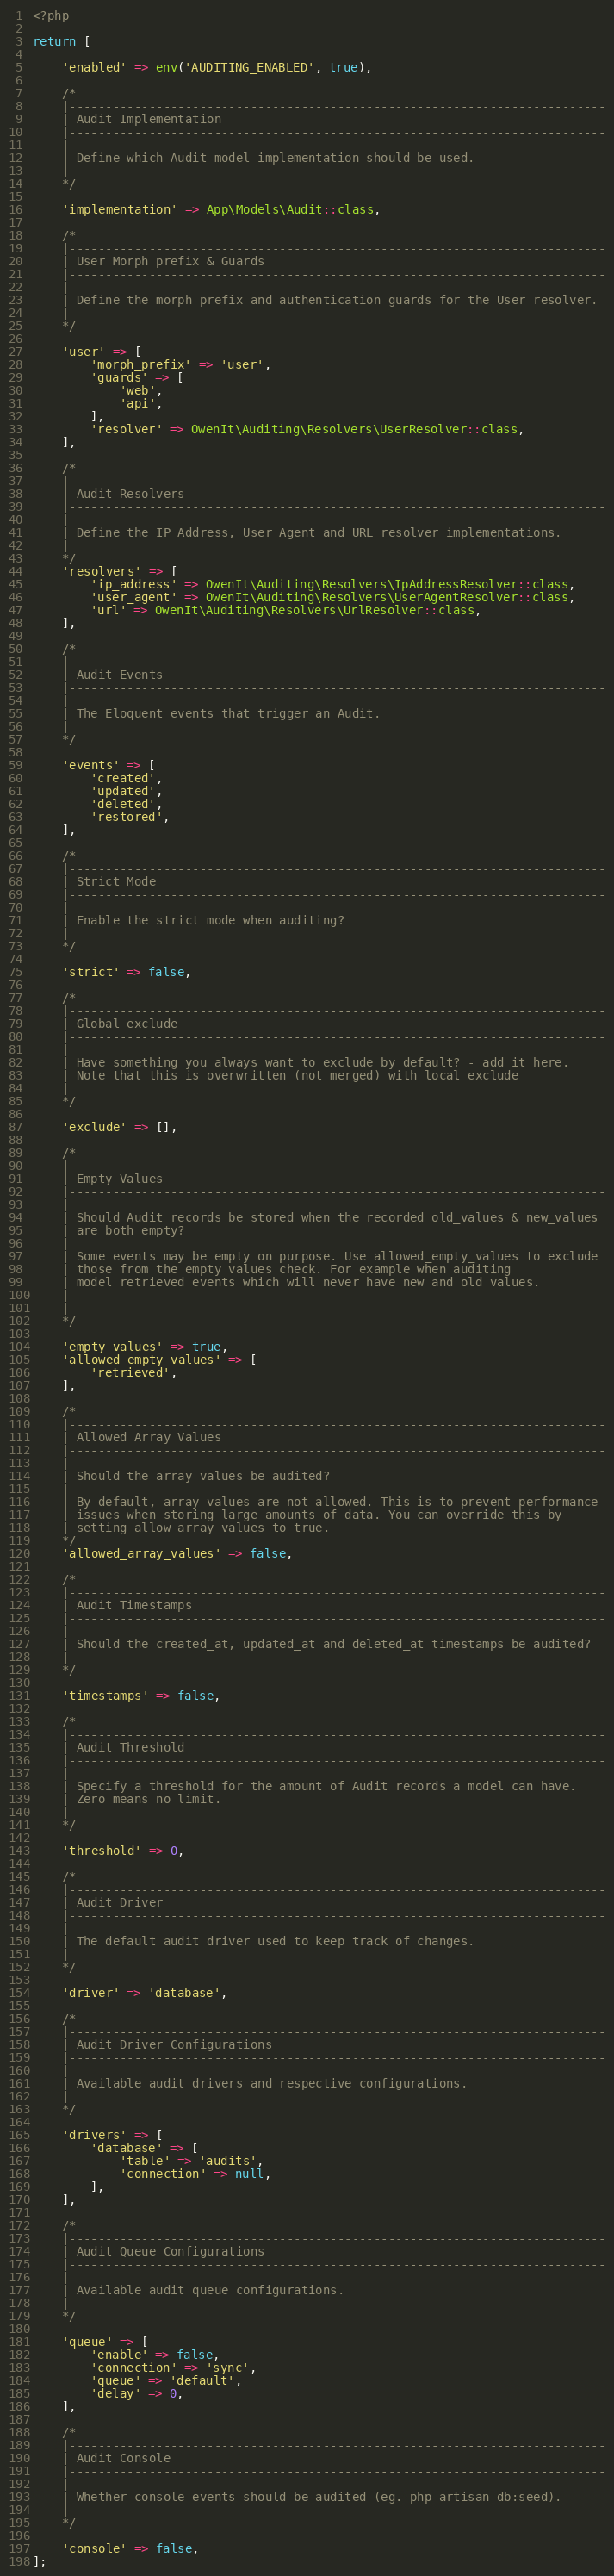 1 <?php
2
3 return [
4
5     'enabled' => env('AUDITING_ENABLED', true),
6
7     /*
8     |--------------------------------------------------------------------------
9     | Audit Implementation
10     |--------------------------------------------------------------------------
11     |
12     | Define which Audit model implementation should be used.
13     |
14     */
15
16     'implementation' => App\Models\Audit::class,
17
18     /*
19     |--------------------------------------------------------------------------
20     | User Morph prefix & Guards
21     |--------------------------------------------------------------------------
22     |
23     | Define the morph prefix and authentication guards for the User resolver.
24     |
25     */
26
27     'user' => [
28         'morph_prefix' => 'user',
29         'guards' => [
30             'web',
31             'api',
32         ],
33         'resolver' => OwenIt\Auditing\Resolvers\UserResolver::class,
34     ],
35
36     /*
37     |--------------------------------------------------------------------------
38     | Audit Resolvers
39     |--------------------------------------------------------------------------
40     |
41     | Define the IP Address, User Agent and URL resolver implementations.
42     |
43     */
44     'resolvers' => [
45         'ip_address' => OwenIt\Auditing\Resolvers\IpAddressResolver::class,
46         'user_agent' => OwenIt\Auditing\Resolvers\UserAgentResolver::class,
47         'url' => OwenIt\Auditing\Resolvers\UrlResolver::class,
48     ],
49
50     /*
51     |--------------------------------------------------------------------------
52     | Audit Events
53     |--------------------------------------------------------------------------
54     |
55     | The Eloquent events that trigger an Audit.
56     |
57     */
58
59     'events' => [
60         'created',
61         'updated',
62         'deleted',
63         'restored',
64     ],
65
66     /*
67     |--------------------------------------------------------------------------
68     | Strict Mode
69     |--------------------------------------------------------------------------
70     |
71     | Enable the strict mode when auditing?
72     |
73     */
74
75     'strict' => false,
76
77     /*
78     |--------------------------------------------------------------------------
79     | Global exclude
80     |--------------------------------------------------------------------------
81     |
82     | Have something you always want to exclude by default? - add it here.
83     | Note that this is overwritten (not merged) with local exclude
84     |
85     */
86
87     'exclude' => [],
88
89     /*
90     |--------------------------------------------------------------------------
91     | Empty Values
92     |--------------------------------------------------------------------------
93     |
94     | Should Audit records be stored when the recorded old_values & new_values
95     | are both empty?
96     |
97     | Some events may be empty on purpose. Use allowed_empty_values to exclude
98     | those from the empty values check. For example when auditing
99     | model retrieved events which will never have new and old values.
100     |
101     |
102     */
103
104     'empty_values' => true,
105     'allowed_empty_values' => [
106         'retrieved',
107     ],
108
109     /*
110     |--------------------------------------------------------------------------
111     | Allowed Array Values
112     |--------------------------------------------------------------------------
113     |
114     | Should the array values be audited?
115     |
116     | By default, array values are not allowed. This is to prevent performance
117     | issues when storing large amounts of data. You can override this by
118     | setting allow_array_values to true.
119     */
120     'allowed_array_values' => false,
121
122     /*
123     |--------------------------------------------------------------------------
124     | Audit Timestamps
125     |--------------------------------------------------------------------------
126     |
127     | Should the created_at, updated_at and deleted_at timestamps be audited?
128     |
129     */
130
131     'timestamps' => false,
132
133     /*
134     |--------------------------------------------------------------------------
135     | Audit Threshold
136     |--------------------------------------------------------------------------
137     |
138     | Specify a threshold for the amount of Audit records a model can have.
139     | Zero means no limit.
140     |
141     */
142
143     'threshold' => 0,
144
145     /*
146     |--------------------------------------------------------------------------
147     | Audit Driver
148     |--------------------------------------------------------------------------
149     |
150     | The default audit driver used to keep track of changes.
151     |
152     */
153
154     'driver' => 'database',
155
156     /*
157     |--------------------------------------------------------------------------
158     | Audit Driver Configurations
159     |--------------------------------------------------------------------------
160     |
161     | Available audit drivers and respective configurations.
162     |
163     */
164
165     'drivers' => [
166         'database' => [
167             'table' => 'audits',
168             'connection' => null,
169         ],
170     ],
171
172     /*
173     |--------------------------------------------------------------------------
174     | Audit Queue Configurations
175     |--------------------------------------------------------------------------
176     |
177     | Available audit queue configurations.
178     |
179     */
180
181     'queue' => [
182         'enable' => false,
183         'connection' => 'sync',
184         'queue' => 'default',
185         'delay' => 0,
186     ],
187
188     /*
189     |--------------------------------------------------------------------------
190     | Audit Console
191     |--------------------------------------------------------------------------
192     |
193     | Whether console events should be audited (eg. php artisan db:seed).
194     |
195     */
196
197     'console' => false,
198 ];